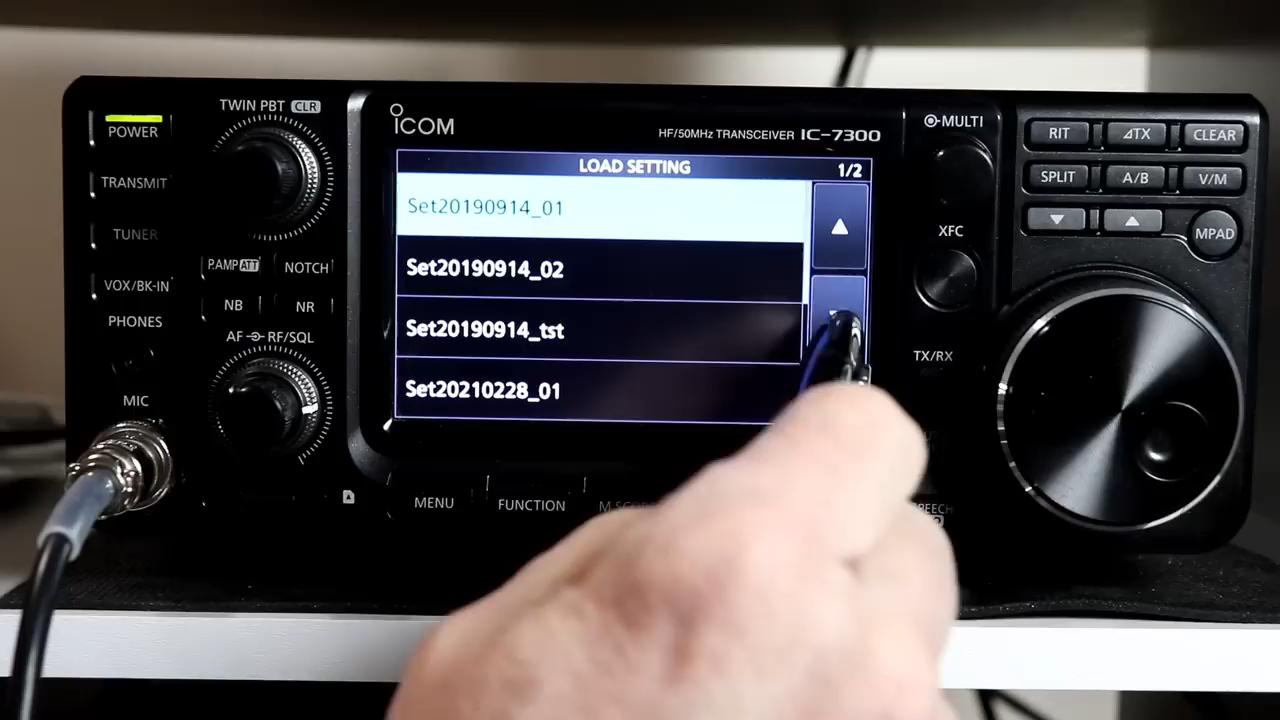 TWIN PBT CLR
POWER
TRANSMIT
TUNER
VOX/BK-IN
PHONES
MIC
P.AMP ATT
NOTCH
NB
NR
AF RF/SQL
ICOM
HF/50MHz TRANSCEIVER IC-7300
LOAD SETTING 1/2
Set20190914_01
Set20190914_02
Set20190914_tst
Set20210228_01
MENU
FUNCTION
MULTI
XFC
TX/RX
RIT
⊿TX
CLEAR
SPLIT
A/B
V/M
MPAD